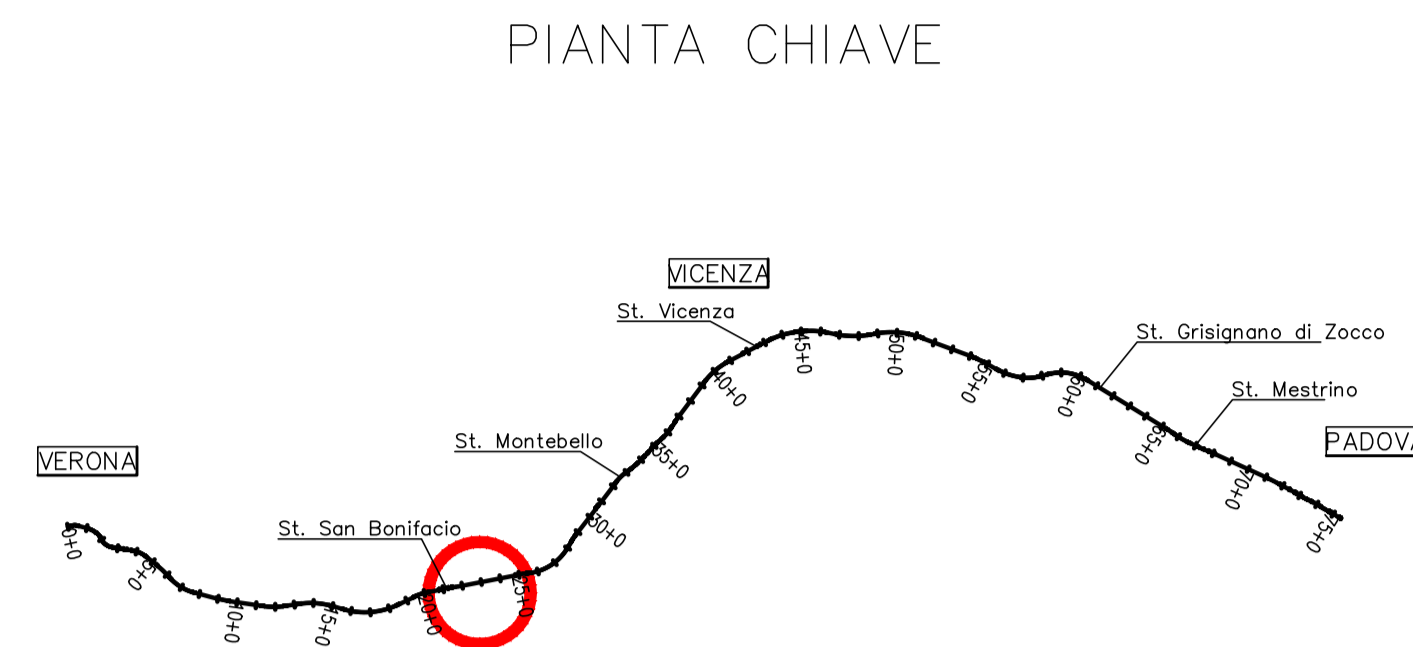 PIANTA CHIAVE
VICENZA
St. Vicenza
St. Grisignano di Zocco
St. Mestrino
PADOVA
St. Montebello
VERONA
St. San Bonifacio
0+0
5+0
10+0
15+0
20+0
25+0
30+0
35+0
40+0
45+0
50+0
55+0
60+0
65+0
70+0
75+0